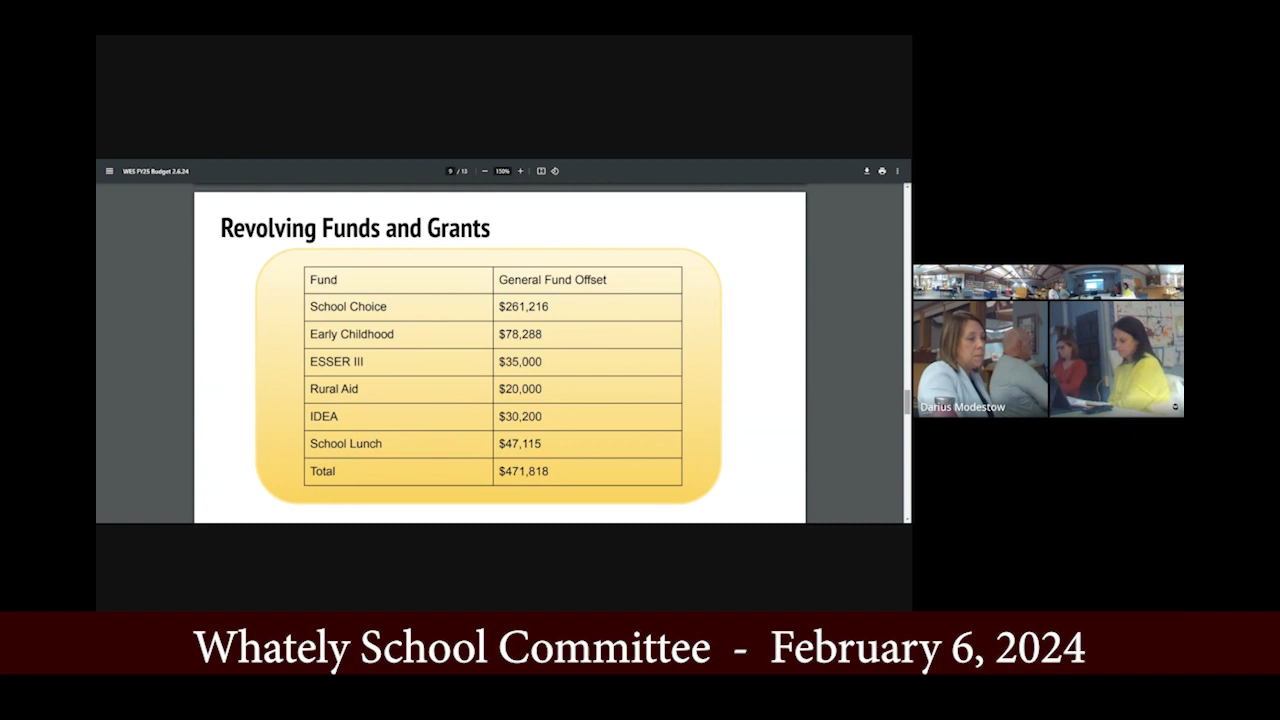 WES FY25 Budget 2.6.24
9 / 13
150%
Revolving Funds and Grants
Fund General Fund Offset
School Choice $261,216
Early Childhood $78,288
ESSER III $35,000
Rural Aid $20,000
IDEA $30,200
School Lunch $47,115
Total $471,818
Darius Modestow
Whately School Committee - February 6, 2024